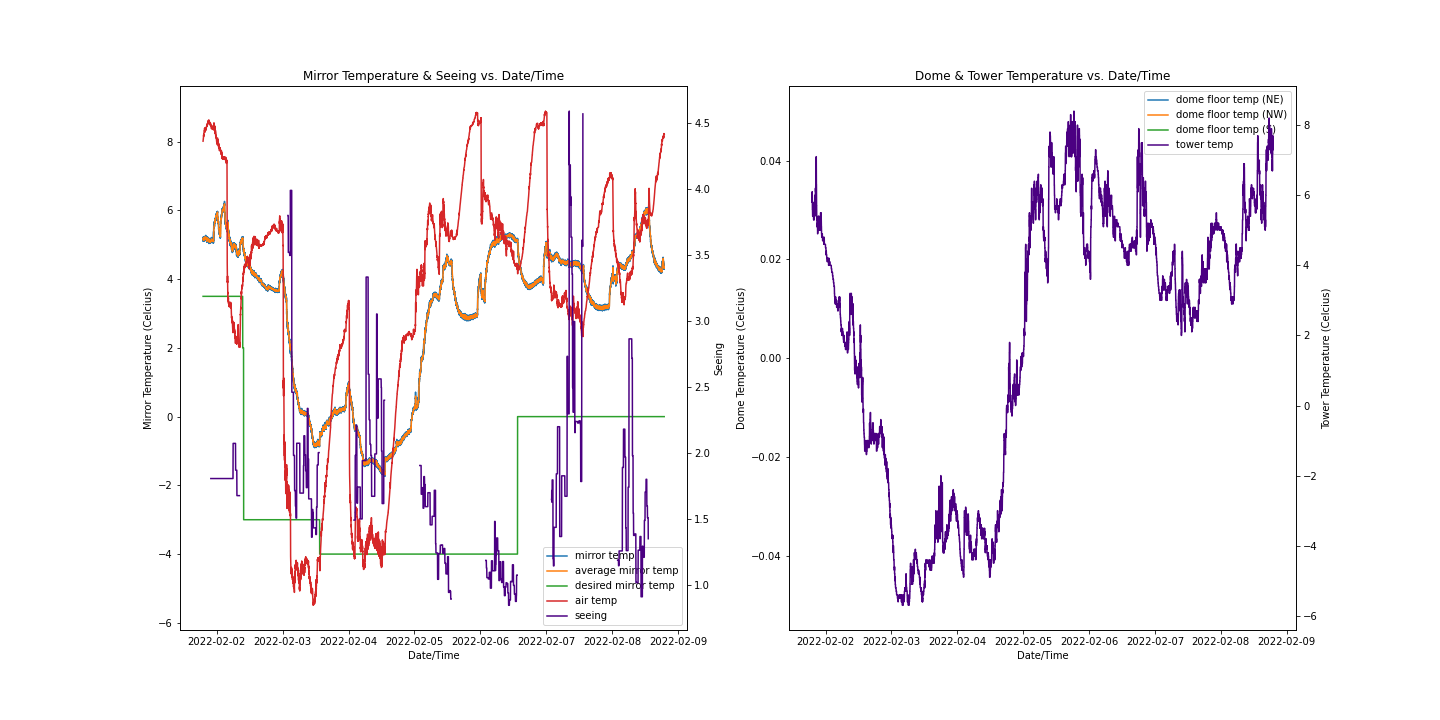 Mirror Temperature & Seeing vs. Date/Time
Mirror Temperature (Celcius)
8
6
4
2
0
−2
−4
−6
4.5
4.0
3.5
3.0
2.5
2.0
1.5
1.0
Seeing
mirror temp
average mirror temp
desired mirror temp
air temp
seeing
2022-02-02 2022-02-03 2022-02-04 2022-02-05 2022-02-06 2022-02-07 2022-02-08 2022-02-09
Date/Time
Dome & Tower Temperature vs. Date/Time
Dome Temperature (Celcius)
0.04
0.02
0.00
−0.02
−0.04
dome floor temp (NE)
dome floor temp (NW)
dome floor temp (S)
tower temp
8
6
4
2
0
−2
−4
−6
Tower Temperature (Celcius)
2022-02-02 2022-02-03 2022-02-04 2022-02-05 2022-02-06 2022-02-07 2022-02-08 2022-02-09
Date/Time